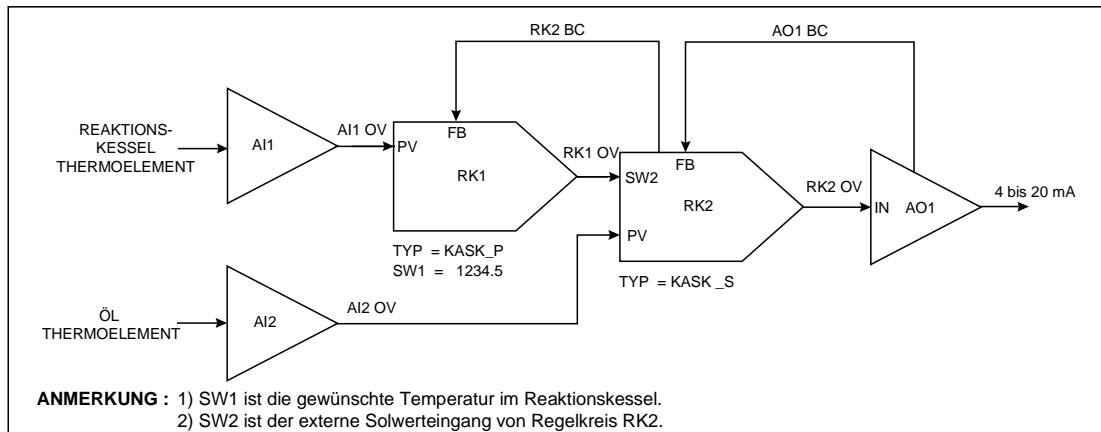 RK2 BC
AO1 BC
REAKTIONS-
KESSEL
THERMOELEMENT
AI1
AI1 OV
PV
FB
RK1
RK1 OV
SW2
FB
RK2
PV
RK2 OV
IN
AO1
4 bis 20 mA
TYP = KASK_P
SW1 = 1234.5
TYP = KASK _S
ÖL
THERMOELEMENT
AI2
AI2 OV
ANMERKUNG : 1) SW1 ist die gewünschte Temperatur im Reaktionskessel.
2) SW2 ist der externe Solwerteingang von Regelkreis RK2.